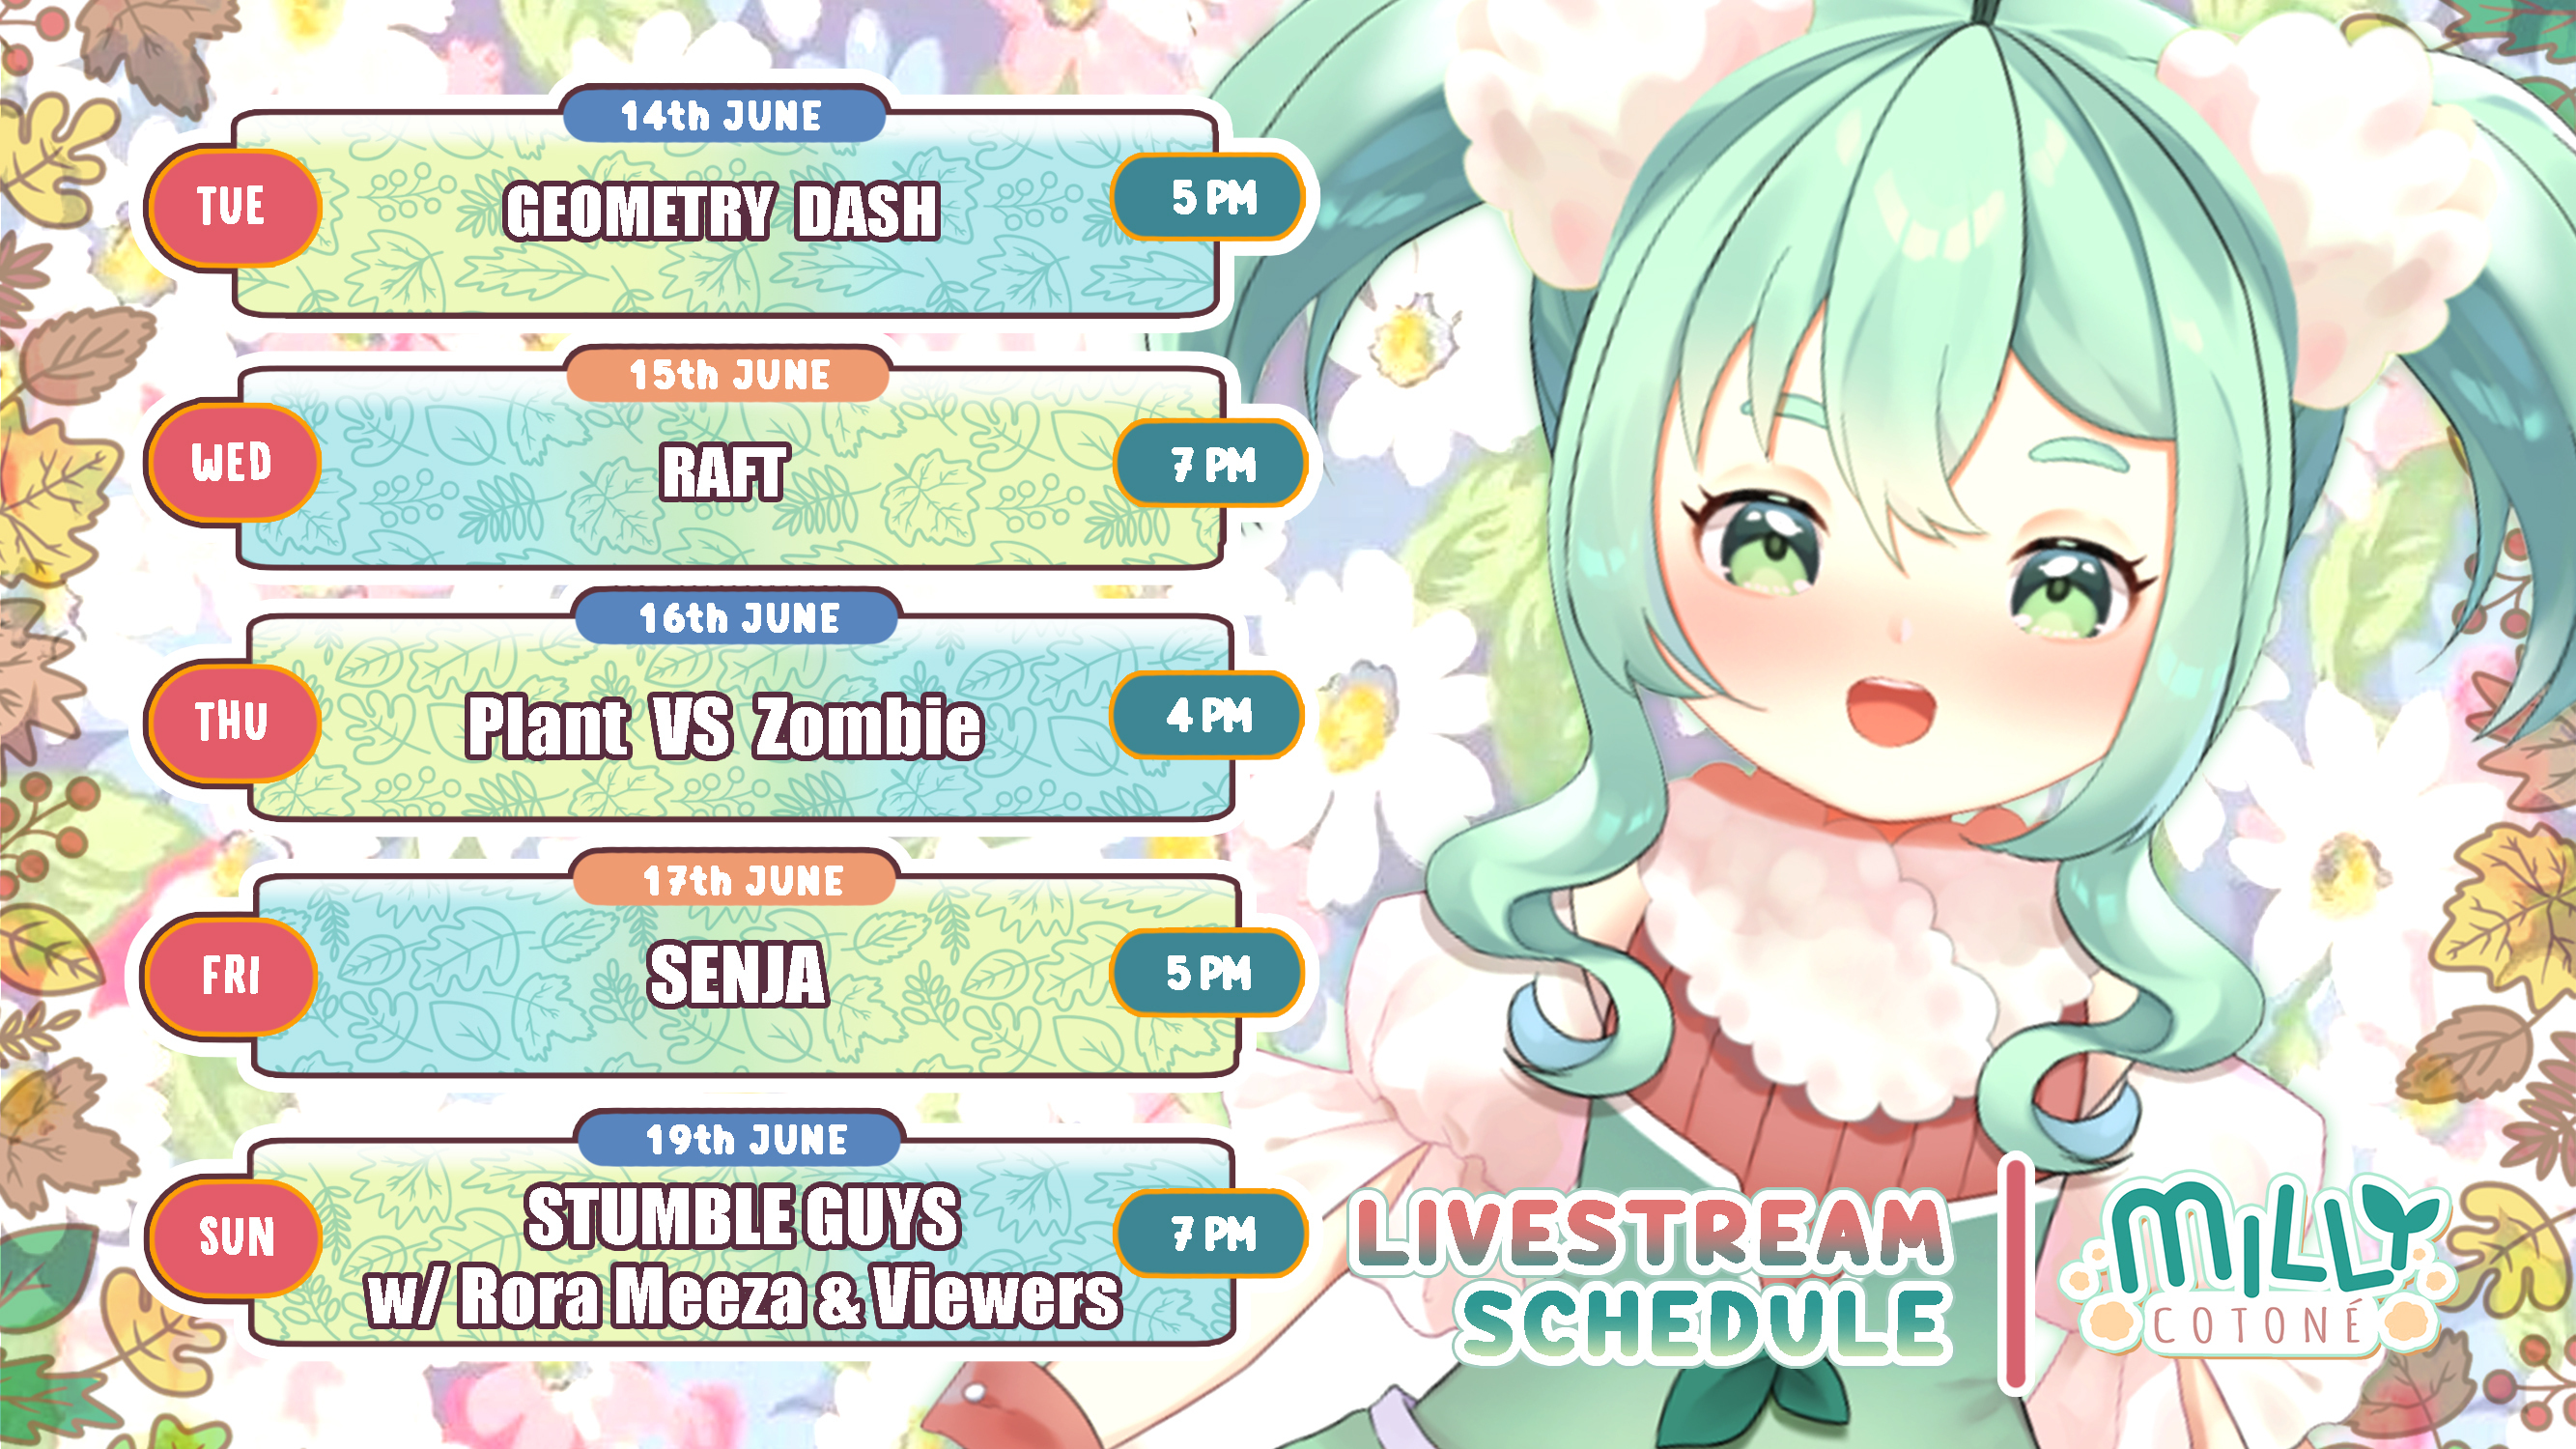 14th JUNE
TUE
GEOMETRY DASH
5 PM
15th JUNE
WED
RAFT
7 PM
16th JUNE
THU
Plant VS Zombie
4 PM
17th JUNE
FRI
SENJA
5 PM
19th JUNE
SUN
STUMBLE GUYS
w/ Rora Meeza & Viewers
7 PM
LIVESTREAM
SCHEDULE
MILLY
COTONÉ